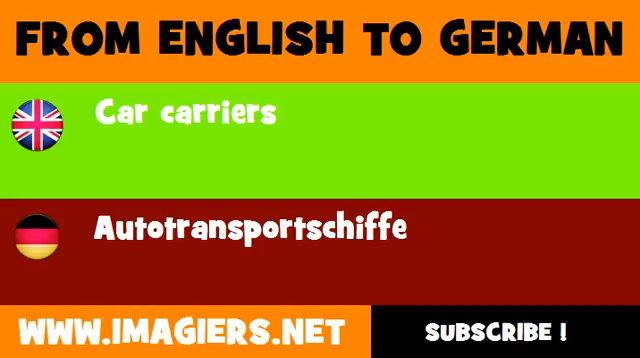 FROM ENGLISH TO GERMAN
Car carriers
Autotransportschiffe
WWW.IMAGIERS.NET
SUBSCRIBE !